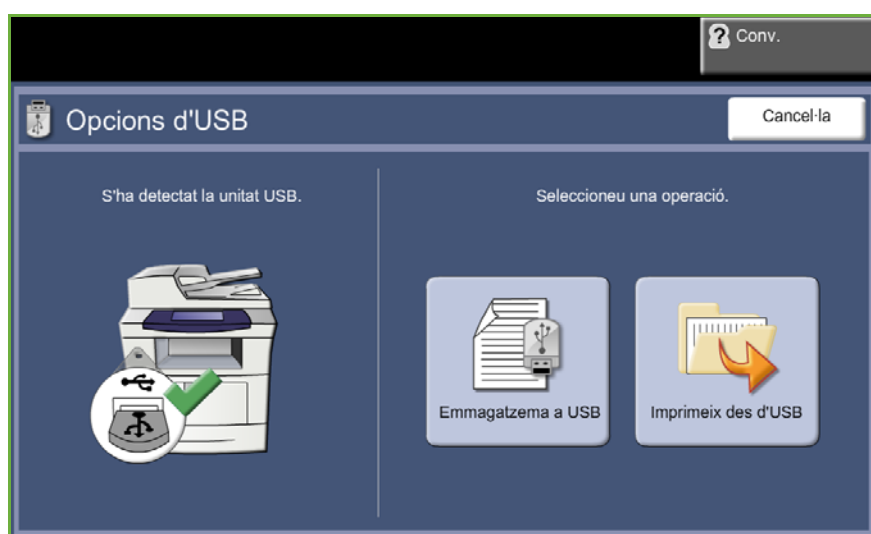 Conv.
Opcions d'USB
Cancel·la
S'ha detectat la unitat USB.
Seleccioneu una operació.
Emmagatzema a USB
Imprimeix des d'USB